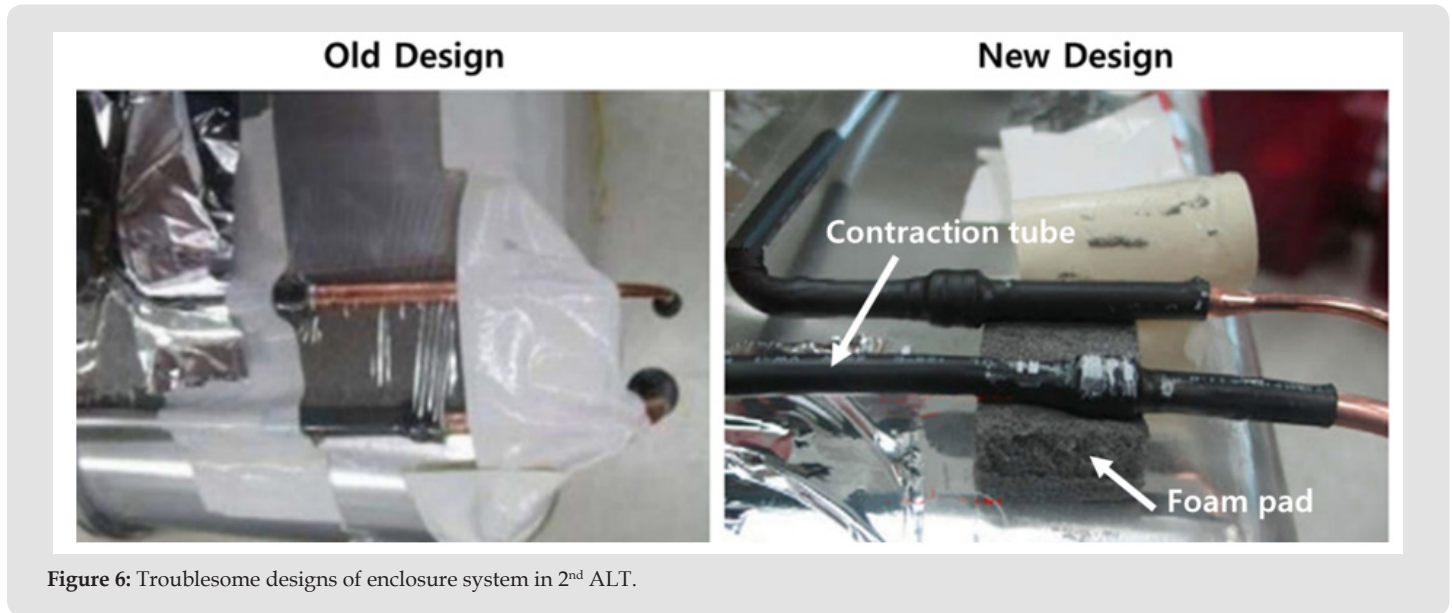 Old Design
New Design
Contraction tube
Foam pad
Figure 6: Troublesome designs of enclosure system in 2nd ALT.